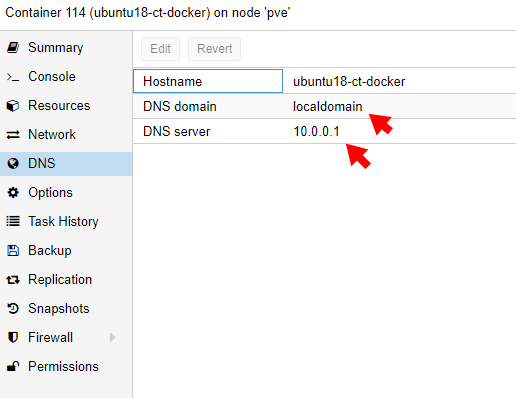 Container 114 (ubuntu18-ct-docker) on node 'pve'
Summary
Console
Resources
Network
DNS
Options
Task History
Backup
Replication
Snapshots
Firewall
Permissions
Edit Revert
Hostname ubuntu18-ct-docker
DNS domain localdomain
DNS server 10.0.0.1